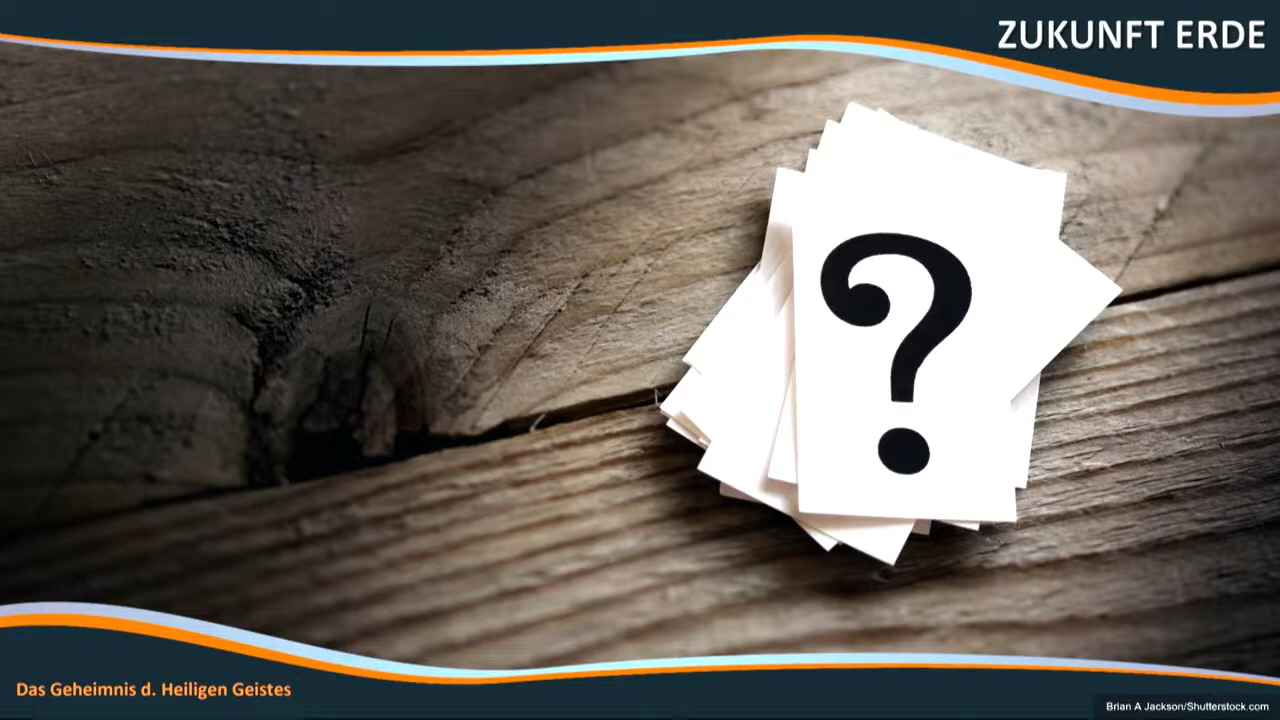 ZUKUNFT ERDE
?
Das Geheimnis d. Heiligen Geistes
Brian A Jackson/Shutterstock.com